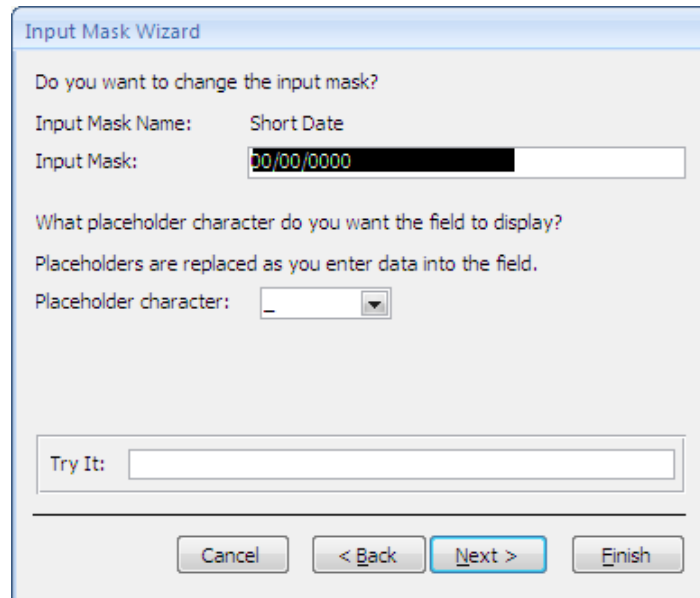 Input Mask Wizard
Do you want to change the input mask?
Input Mask Name: Short Date
Input Mask: 00/00/0000
What placeholder character do you want the field to display?
Placeholders are replaced as you enter data into the field.
Placeholder character: _
Try It:
Cancel < Back Next > Finish